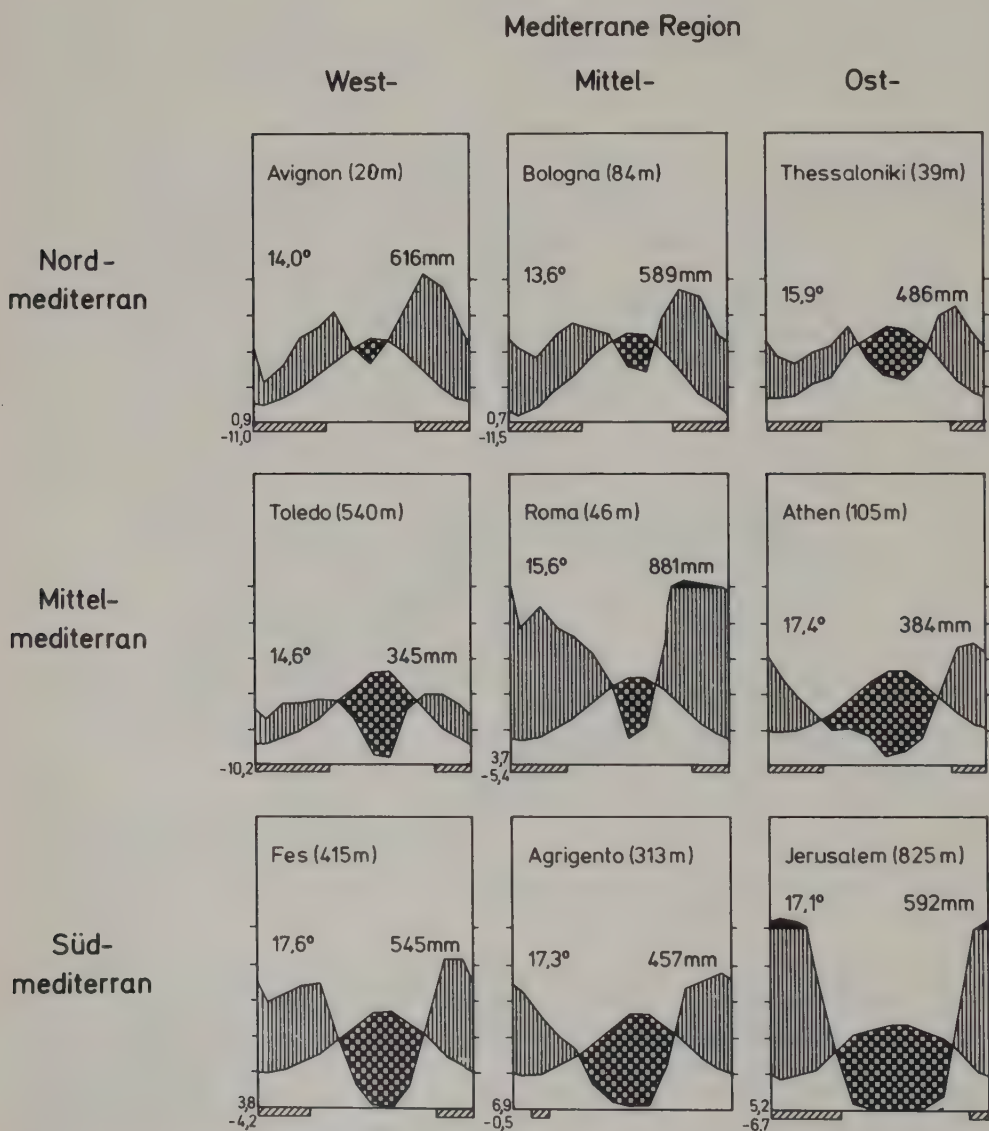 Mediterrane Region
West-
Mittel-
Ost-
Nord-
mediterran
Avignon (20m)
14,0° 616mm
0,9
-11,0
Bologna (84m)
13,6° 589mm
0,7
-11,5
Thessaloniki (39m)
15,9° 486mm
Mittel-
mediterran
Toledo (540m)
14,6° 345mm
-10,2
Roma (46m)
15,6° 881mm
3,7
-5,4
Athen (105m)
17,4° 384mm
Süd-
mediterran
Fes (415m)
17,6° 545mm
3,8
-4,2
Agrigento (313m)
17,3° 457mm
6,9
-0,5
Jerusalem (825m)
17,1° 592mm
5,2
-6,7